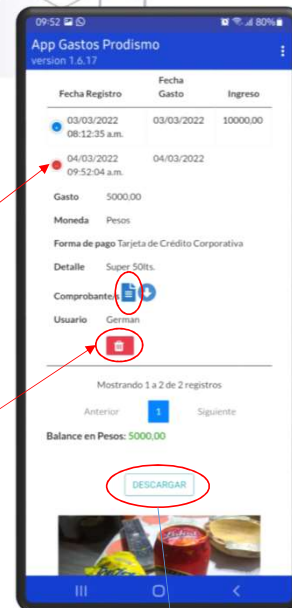 09:52 80%
App Gastos Prodismo
version 1.6.17
Fecha Registro Fecha Gasto Ingreso
03/03/2022 08:12:35 a.m. 03/03/2022 10000,00
04/03/2022 09:52:04 a.m. 04/03/2022
Gasto 5000,00
Moneda Pesos
Forma de pago Tarjeta de Crédito Corporativa
Detalle Super 50lts.
Comprobante/s
Usuario German
Mostrando 1 a 2 de 2 registros
Anterior 1 Siguiente
Balance en Pesos: 5000,00
DESCARGAR